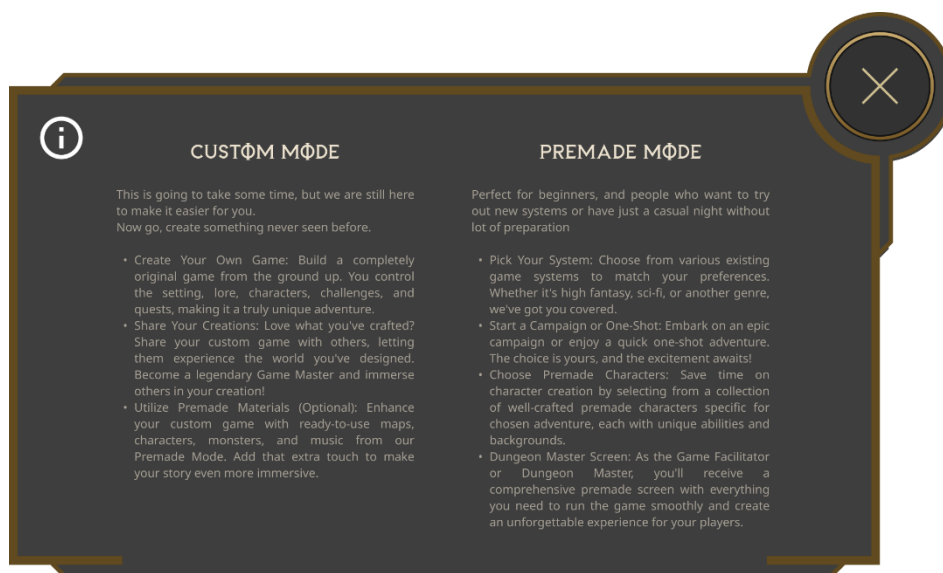 CUSTOM MODE
This is going to take some time, but we are still here
to make it easier for you.
Now go, create something never seen before.
• Create Your Own Game: Build a completely
original game from the ground up. You control
the setting, lore, characters, challenges, and
quests, making it a truly unique adventure.
• Share Your Creations: Love what you've crafted?
Share your custom game with others, letting
them experience the world you've designed.
Become a legendary Game Master and immerse
others in your creation!
• Utilize Premade Materials (Optional): Enhance
your custom game with ready-to-use maps,
characters, monsters, and music from our
Premade Mode. Add that extra touch to make
your story even more immersive.
PREMADE MODE
Perfect for beginners, and people who want to try
out new systems or have just a casual night without
lot of preparation
• Pick Your System: Choose from various existing
game systems to match your preferences.
Whether it's high fantasy, sci-fi, or another genre,
we've got you covered.
• Start a Campaign or One-Shot: Embark on an epic
campaign or enjoy a quick one-shot adventure.
The choice is yours, and the excitement awaits!
• Choose Premade Characters: Save time on
character creation by selecting from a collection
of well-crafted premade characters specific for
chosen adventure, each with unique abilities and
backgrounds.
• Dungeon Master Screen: As the Game Facilitator
or Dungeon Master, you'll receive a
comprehensive premade screen with everything
you need to run the game smoothly and create
an unforgettable experience for your players.